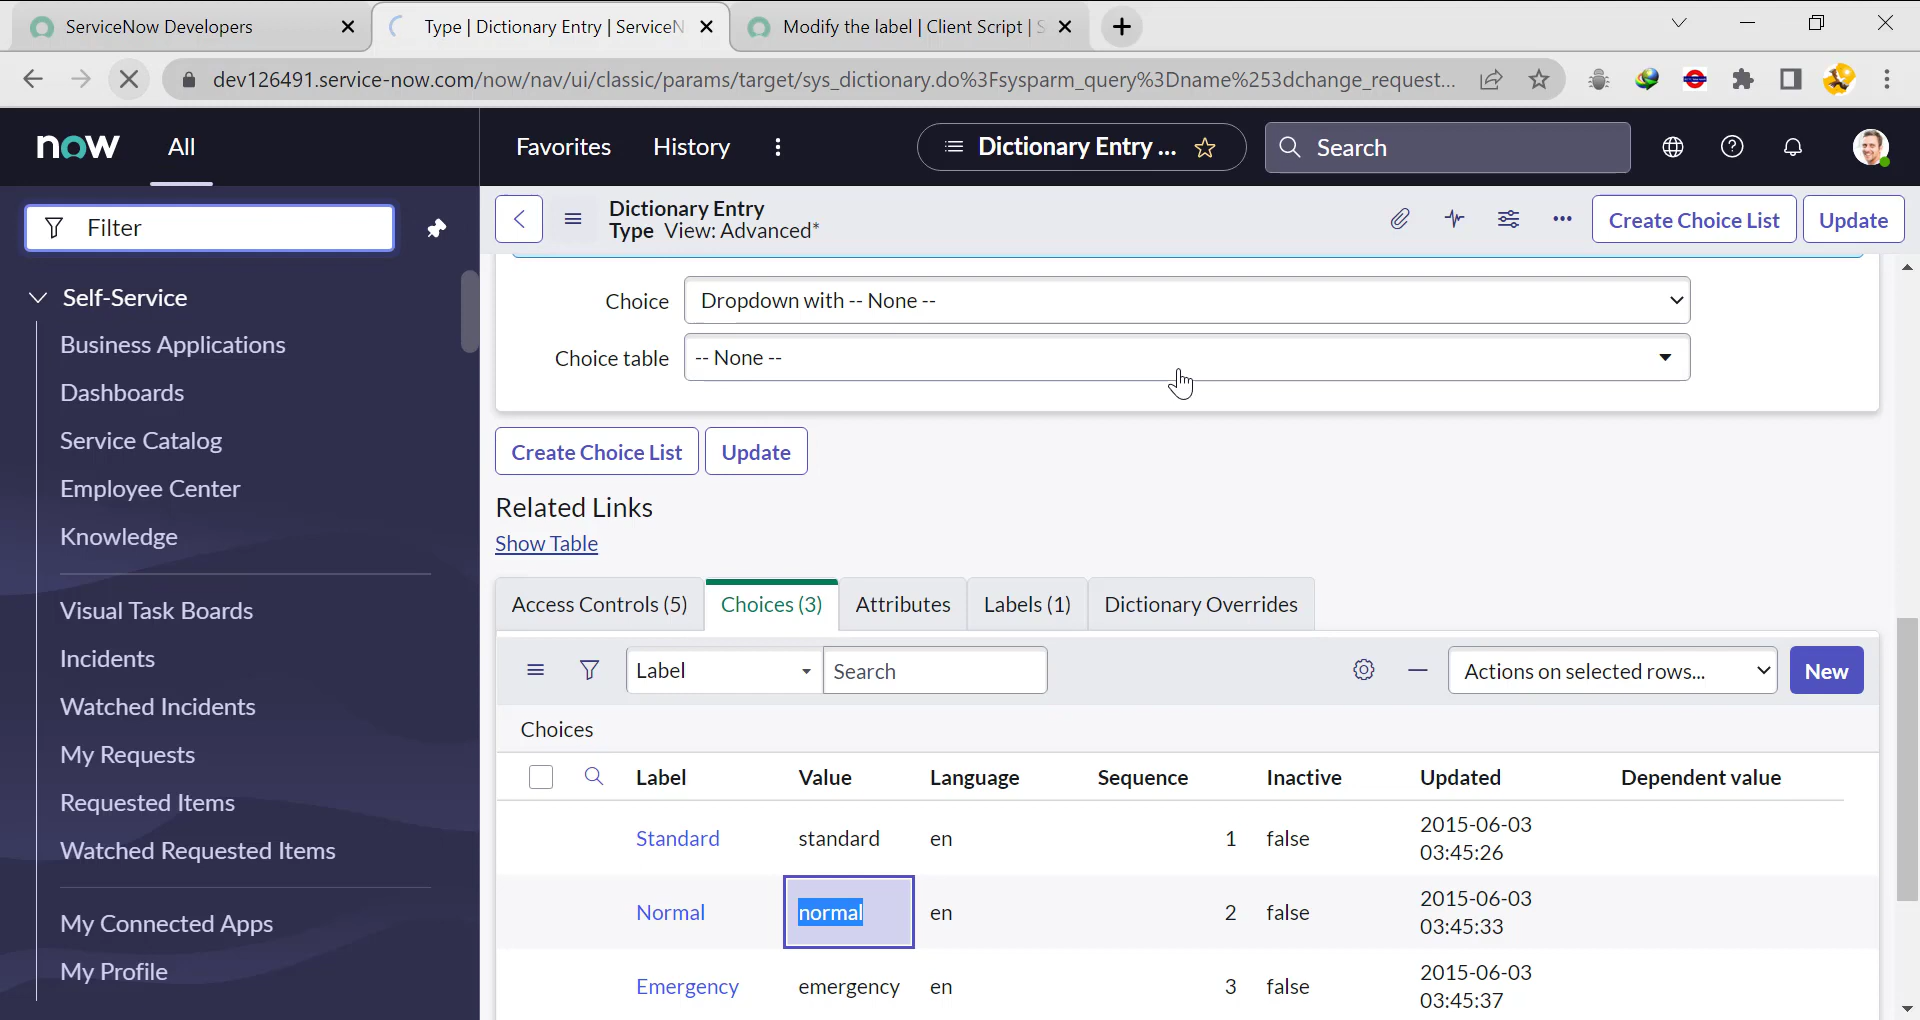 ServiceNow Developers
Type | Dictionary Entry | ServiceN
Modify the label | Client Script | S
dev126491.service-now.com/now/nav/ui/classic/params/target/sys_dictionary.do%3Fsysparm_query%3Dname%253dchange_request...
now
All
Favorites
History
Dictionary Entry ...
Search
Filter
Dictionary Entry
Type View: Advanced*
Create Choice List
Update
Self-Service
Business Applications
Dashboards
Service Catalog
Employee Center
Knowledge
Visual Task Boards
Incidents
Watched Incidents
My Requests
Requested Items
Watched Requested Items
My Connected Apps
My Profile
Choice
Dropdown with -- None --
Choice table
-- None --
Create Choice List
Update
Related Links
Show Table
Access Controls (5)
Choices (3)
Attributes
Labels (1)
Dictionary Overrides
Label
Search
Actions on selected rows...
New
Choices
Label Value Language Sequence Inactive Updated Dependent value
Standard standard en 1 false 2015-06-03
03:45:26
Normal normal en 2 false 2015-06-03
03:45:33
Emergency emergency en 3 false 2015-06-03
03:45:37